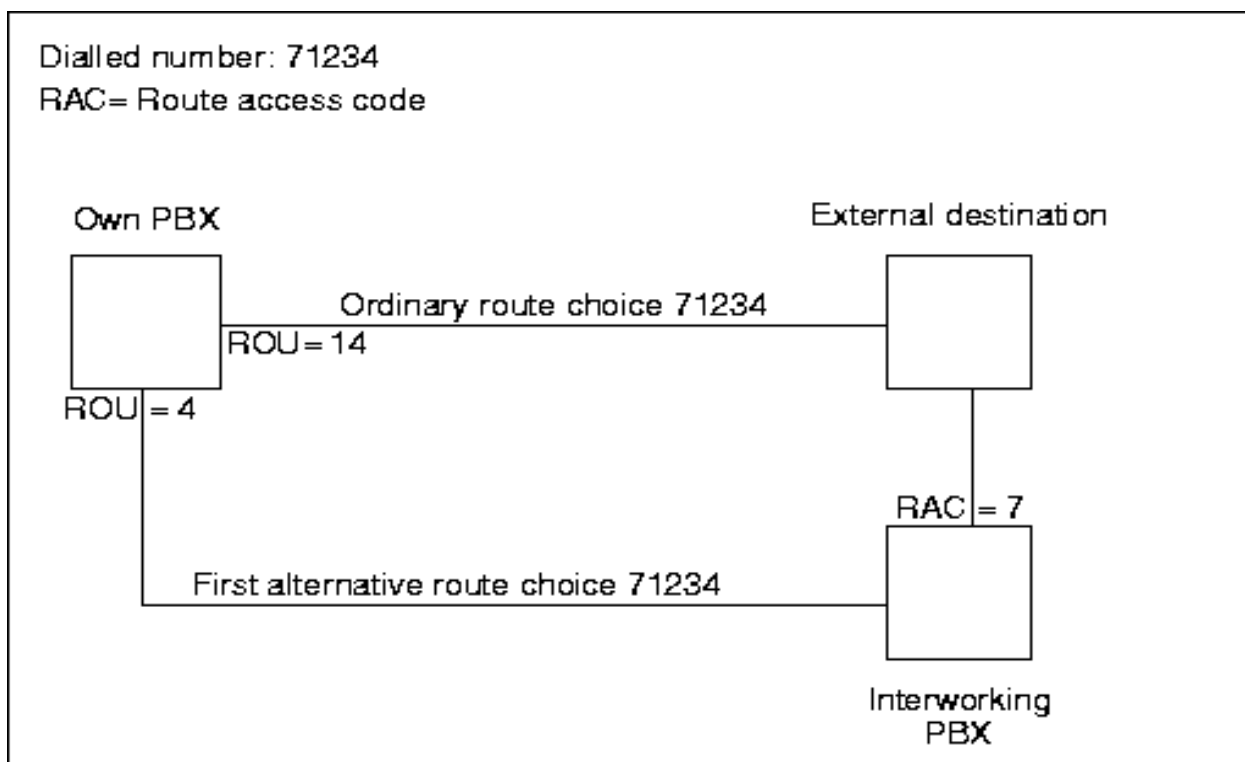 Dialled number: 71234
RAC= Route access code
Own PBX
External destination
Ordinary route choice 71234
ROU= 14
ROU = 4
RAC = 7
First alternative route choice 71234
Interworking
PBX